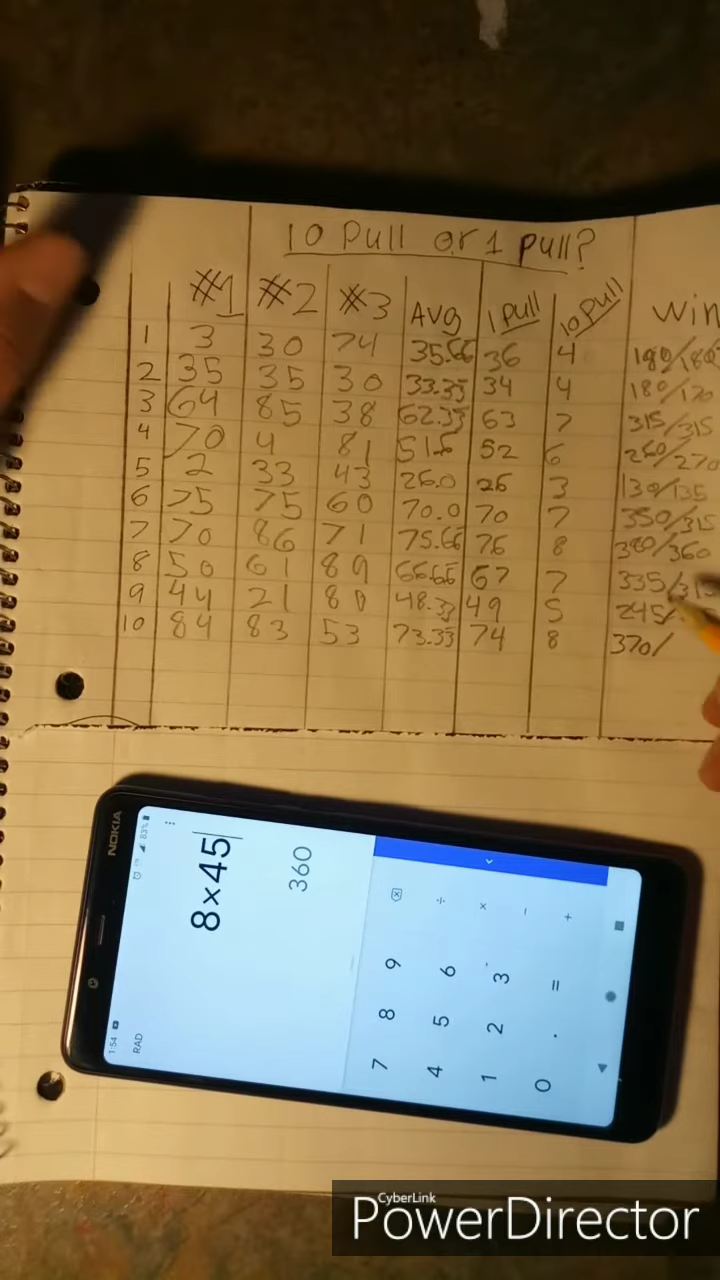 10 Pull or 1 pull?
#1 #2 #3 Avg 1 Pull 10 pull Win
1 3 30 74 35.66 36 4 180/180
2 35 35 30 33.33 34 4 180/170
3 64 85 38 62.33 63 7 315/315
4 70 4 81 51.6 52 6 260/270
5 2 33 43 26.0 26 3 130/135
6 75 75 60 70.0 70 7 350/315
7 70 86 71 75.66 76 8 380/360
8 50 61 89 66.66 67 7 335/315
9 44 21 80 48.33 49 5 245/
10 84 83 53 73.33 74 8 370/
NOKIA
1:54 83%
RAD
8×45
360
7 8 9 ÷
4 5 6 ×
1 2 3 −
0 . = +
CyberLink
PowerDirector